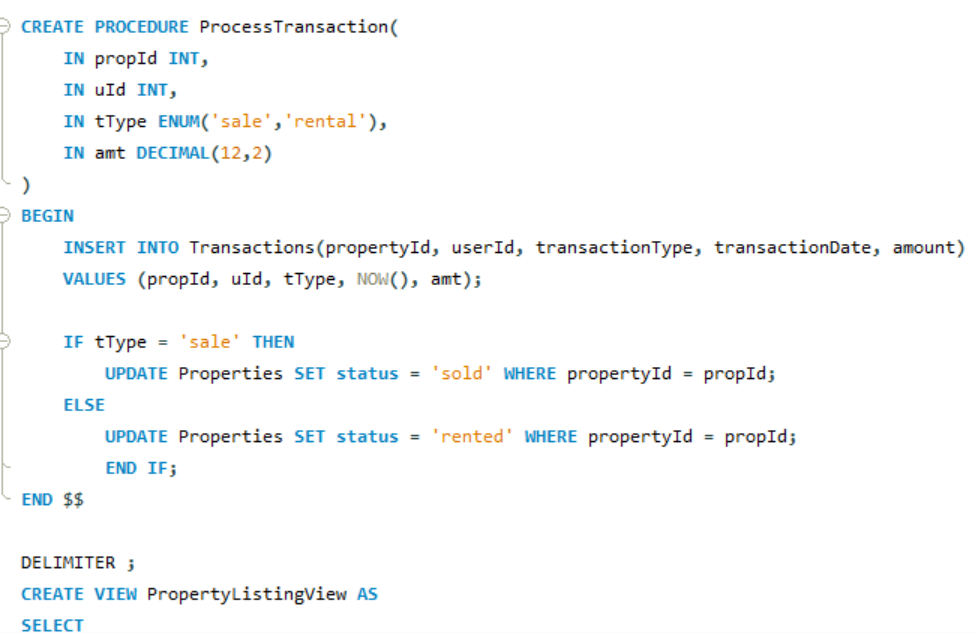 CREATE PROCEDURE ProcessTransaction(
    IN propId INT,
    IN uId INT,
    IN tType ENUM('sale','rental'),
    IN amt DECIMAL(12,2)
)
BEGIN
    INSERT INTO Transactions(propertyId, userId, transactionType, transactionDate, amount)
    VALUES (propId, uId, tType, NOW(), amt);

    IF tType = 'sale' THEN
        UPDATE Properties SET status = 'sold' WHERE propertyId = propId;
    ELSE
        UPDATE Properties SET status = 'rented' WHERE propertyId = propId;
        END IF;
END $$

DELIMITER ;
CREATE VIEW PropertyListingView AS
SELECT